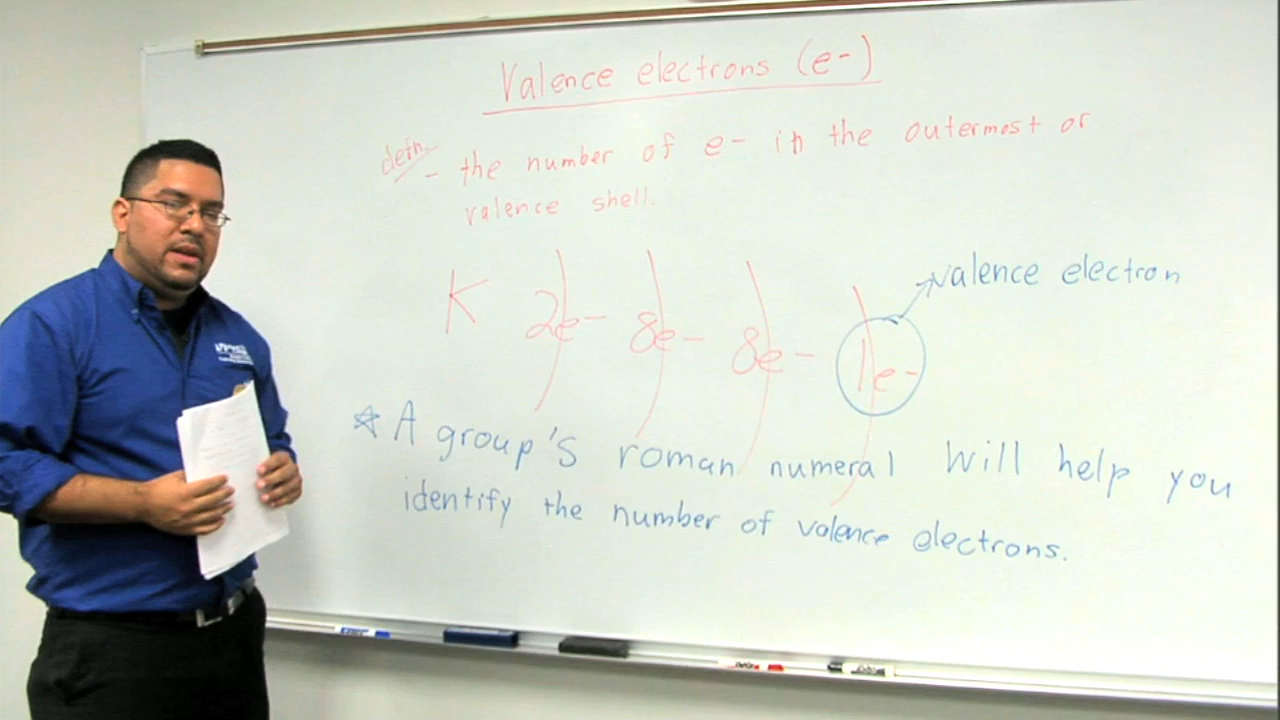 Valence electrons (e-)
defn. - the number of e- in the outermost or
valence shell.
K 2e- 8e- 8e- 1e-
valence electron
☆ A group's roman numeral will help you
identify the number of valence electrons.